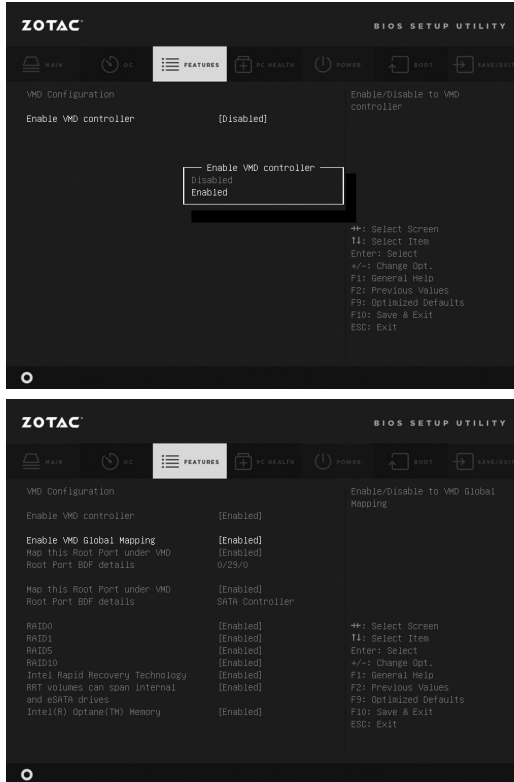 ZOTAC
BIOS SETUP UTILITY
MAIN OC FEATURES PC HEALTH POWER BOOT SAVE/EXIT
VMD Configuration
Enable VMD controller [Disabled]
Enable/Disable to VMD
controller
Enable VMD controller
Disabled
Enabled
→←: Select Screen
↑↓: Select Item
Enter: Select
+/-: Change Opt.
F1: General Help
F2: Previous Values
F9: Optimized Defaults
F10: Save & Exit
ESC: Exit
ZOTAC
BIOS SETUP UTILITY
MAIN OC FEATURES PC HEALTH POWER BOOT SAVE/EXIT
VMD Configuration
Enable VMD controller [Enabled]
Enable VMD Global Mapping [Enabled]
Map this Root Port under VMD [Enabled]
Root Port BDF details 0/29/0
Map this Root Port under VMD [Enabled]
Root Port BDF details SATA Controller
RAID0 [Enabled]
RAID1 [Enabled]
RAID5 [Enabled]
RAID10 [Enabled]
Intel Rapid Recovery Technology [Enabled]
RRT volumes can span internal [Enabled]
and eSATA drives
Intel(R) Optane(TM) Memory [Enabled]
Enable/Disable to VMD Global
Mapping
→←: Select Screen
↑↓: Select Item
Enter: Select
+/-: Change Opt.
F1: General Help
F2: Previous Values
F9: Optimized Defaults
F10: Save & Exit
ESC: Exit